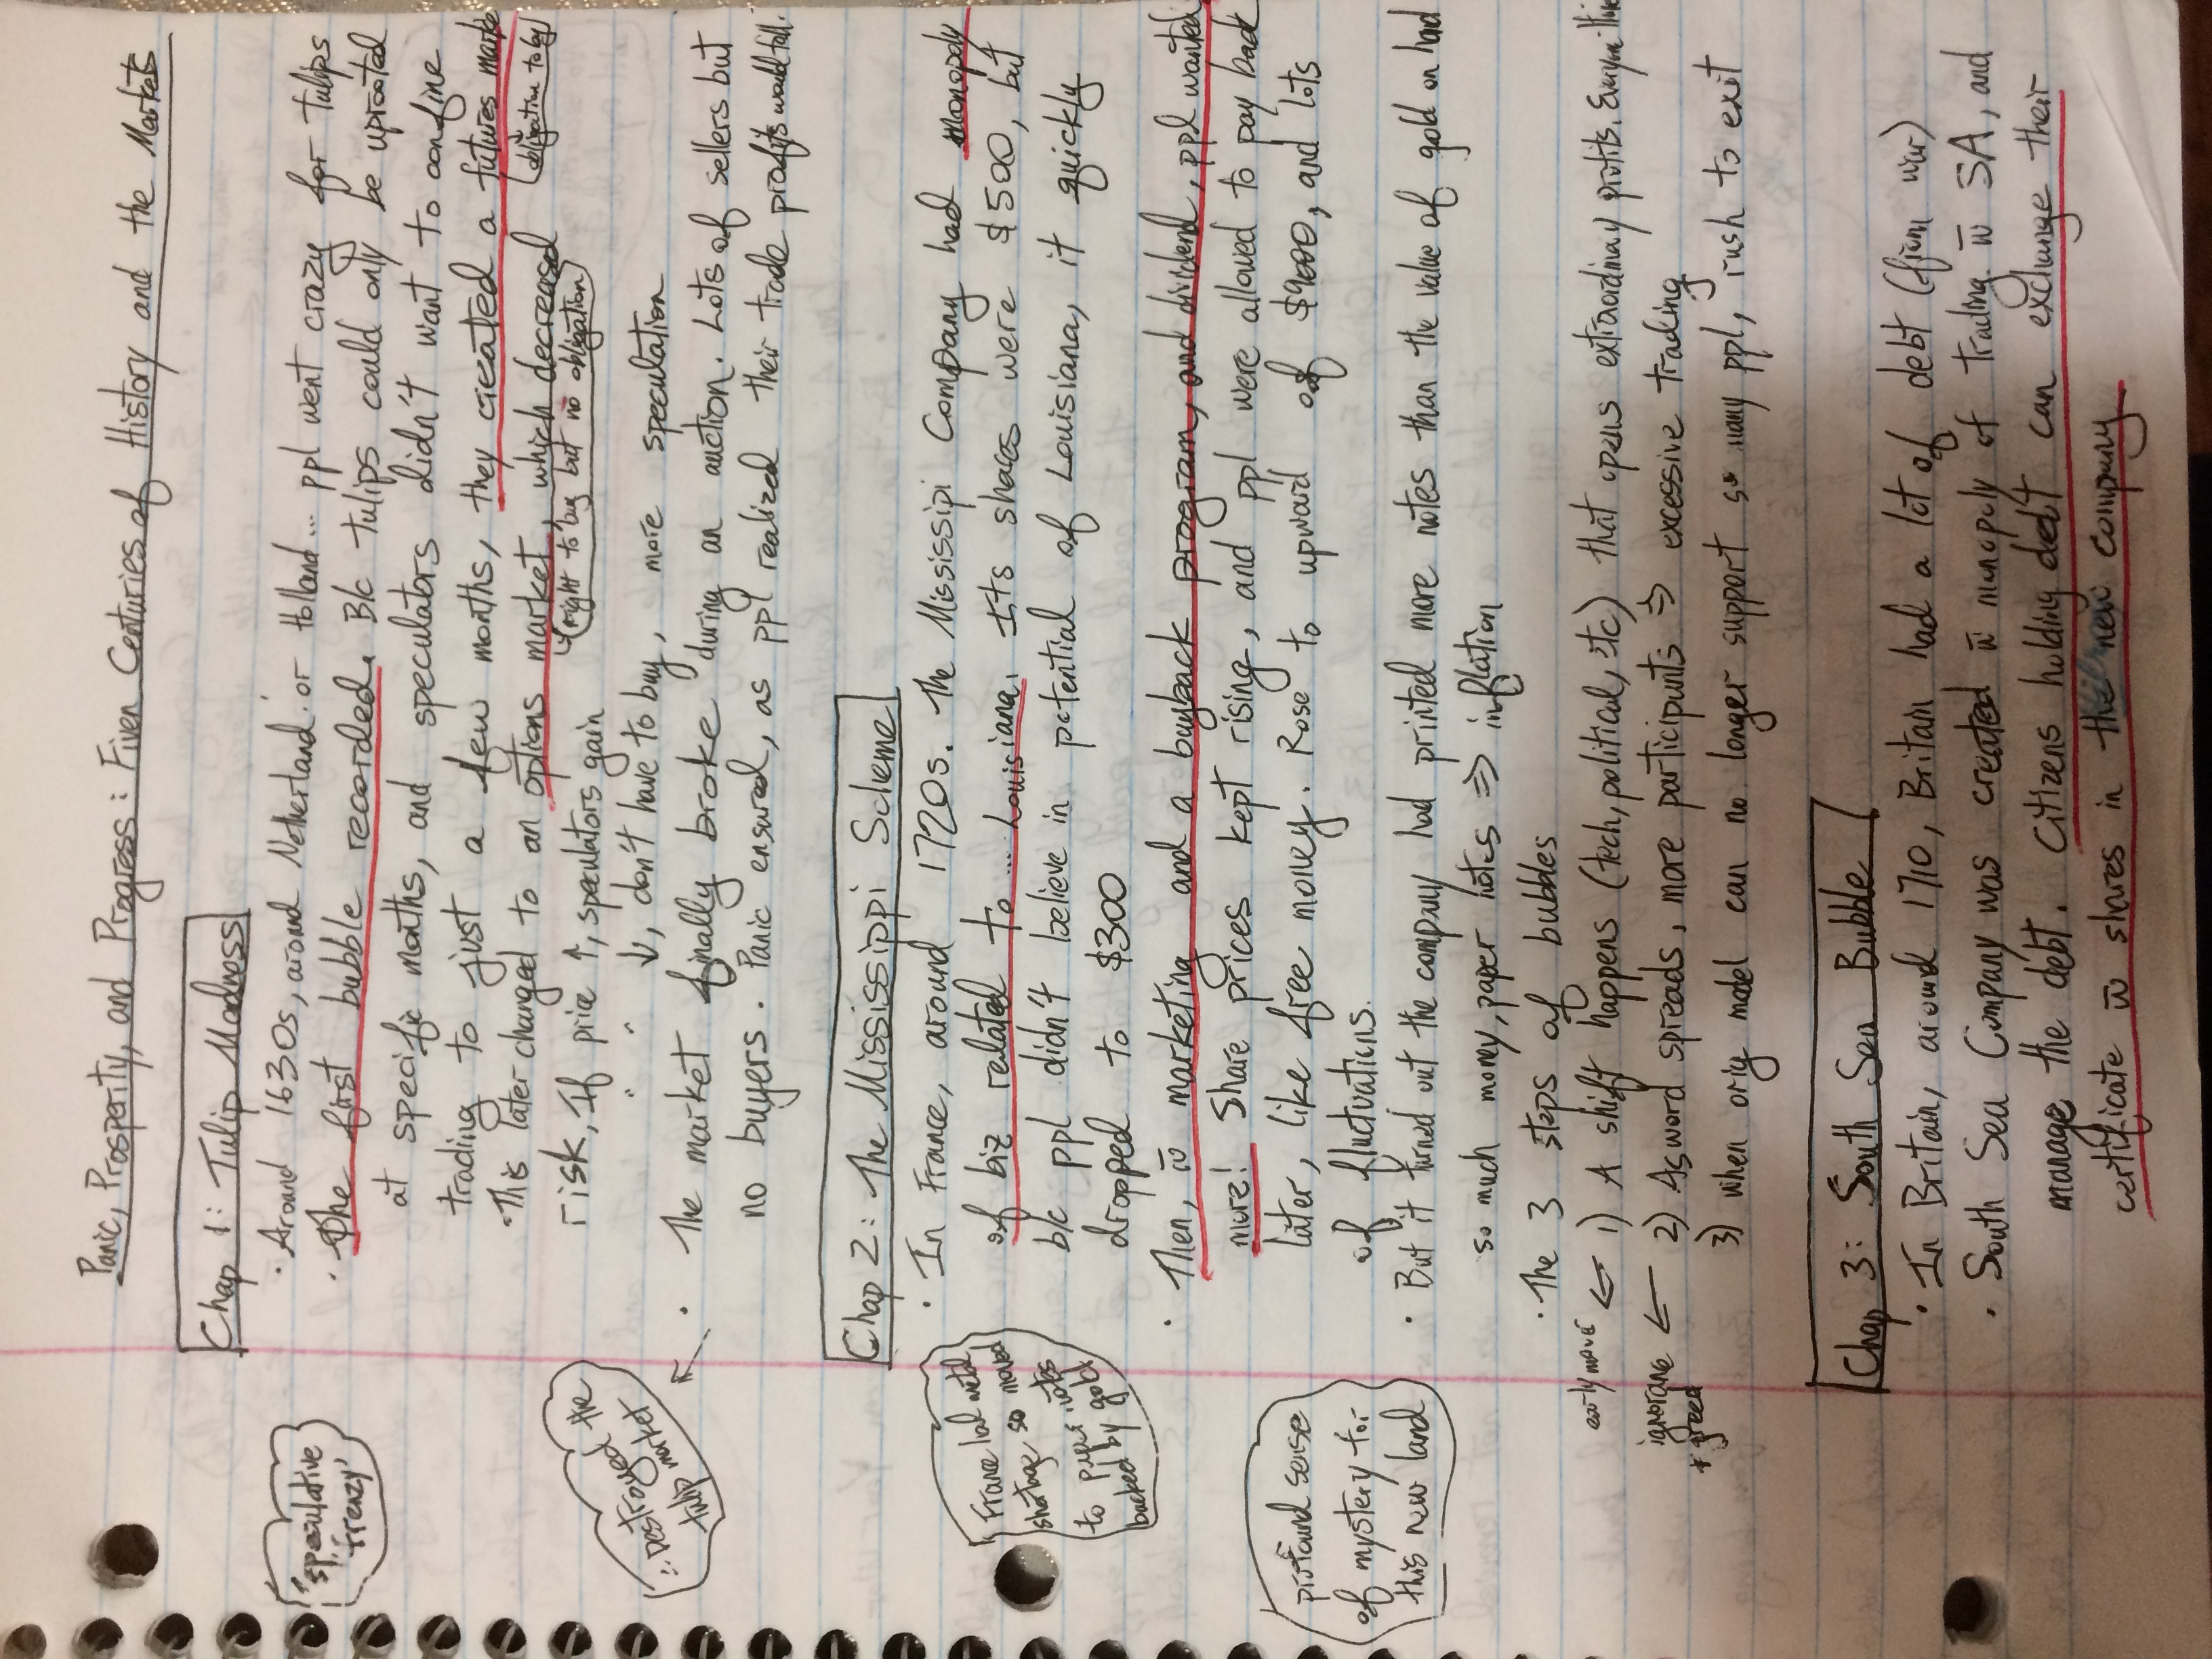 Panic, Prosperity, and Progress: Fiven Centuries of History and the Markets
Chap 1: Tulip Madness
· Around 1630s, around Netherland or Holland... ppl went crazy for tulips
"speculative frenzy"
· The first bubble recorded. B/c tulips could only be uprooted
at specific months, and speculators didn't want to confine
trading to just a few months, they created a futures marke
obligation to buy
· This later changed to an options market, which decreased
(right to buy but no obligation)
risk, If price ↑, speculators gain
" " ↓, don't have to buy, more speculation
∴ Destroyed the
tulip market
· The market finally broke during an auction. Lots of sellers but
no buyers. Panic ensured, as ppl realized their trade profits would fall.
Chap 2: The Mississippi Scheme
· In France, around 1720s. The Mississipi Company had monopoly
of biz related to ... Louisiana. Its shares were $500, but
b/c ppl didn't believe in potential of Louisiana, it quickly
dropped to $300
France had metal
shortage so moved
to paper notes
backed by gold
· Then, w̄ marketing and a buyback program, and dividend, ppl wanted
more! Share prices kept rising, and ppl were allowed to pay back
later, like free money. Rose to upward of $9000, and lots
of fluctuations.
profound sense
of mystery for
this new land
· But it turned out the company had printed more notes than the value of gold on hand
so much money, paper notes ⇒ inflation
· The 3 steps of bubbles
early mover ← 1) A shift happens (tech, political, etc) that opens extraordinary profits. Everyone
ignorane
+ greed
← 2) As word spreads, more participants ⇒ excessive trading
3) when orig model can no longer support so many ppl, rush to exit
Chap 3: South Sea Bubble
· In Britain, around 1710, Britain had a lot of debt (from war)
· South Sea Company was created w̄ monopoly of trading w̄ SA, and
manage the debt. Citizens holding debt can exchange their
certificate w̄ shares in the new company